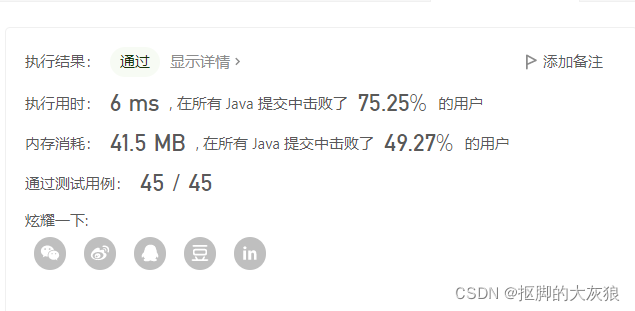 执行结果: 通过 显示详情 > 添加备注
执行用时: 6 ms , 在所有 Java 提交中击败了 75.25% 的用户
内存消耗: 41.5 MB , 在所有 Java 提交中击败了 49.27% 的用户
通过测试用例: 45 / 45
炫耀一下:
豆 in
CSDN @抠脚的大灰狼